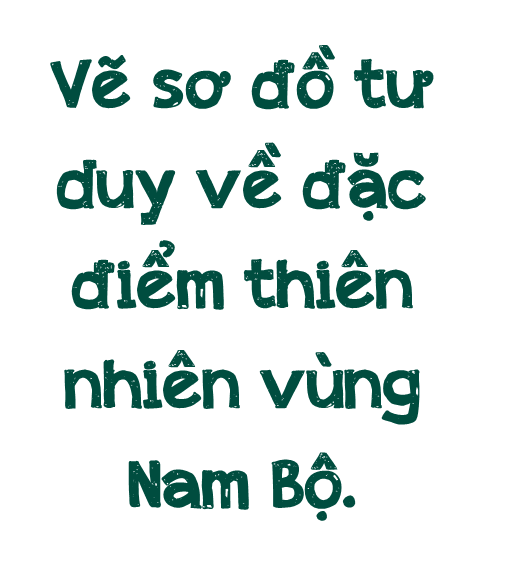 Vẽ sơ đồ tư
duy về đặc
điểm thiên
nhiên vùng
Nam Bộ.